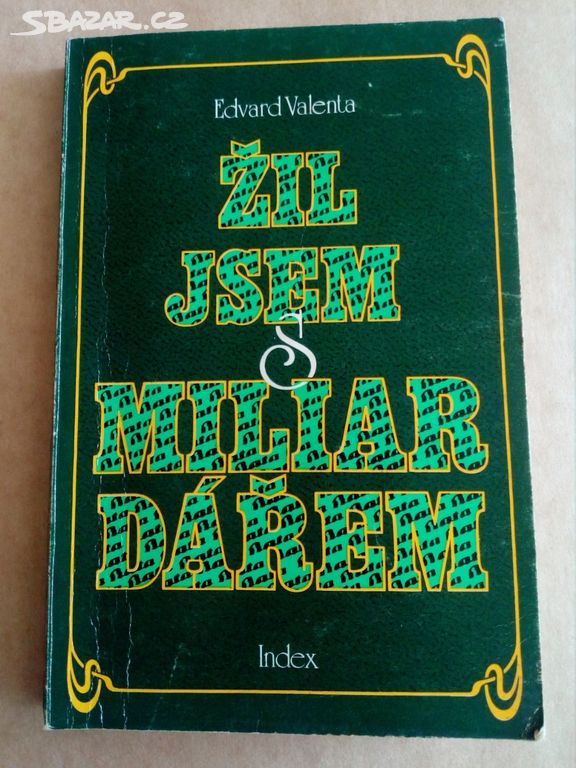 SBAZAR.CZ
Edvard Valenta
ŽIL
JSEM
S
MILIAR
DÁŘEM
Index